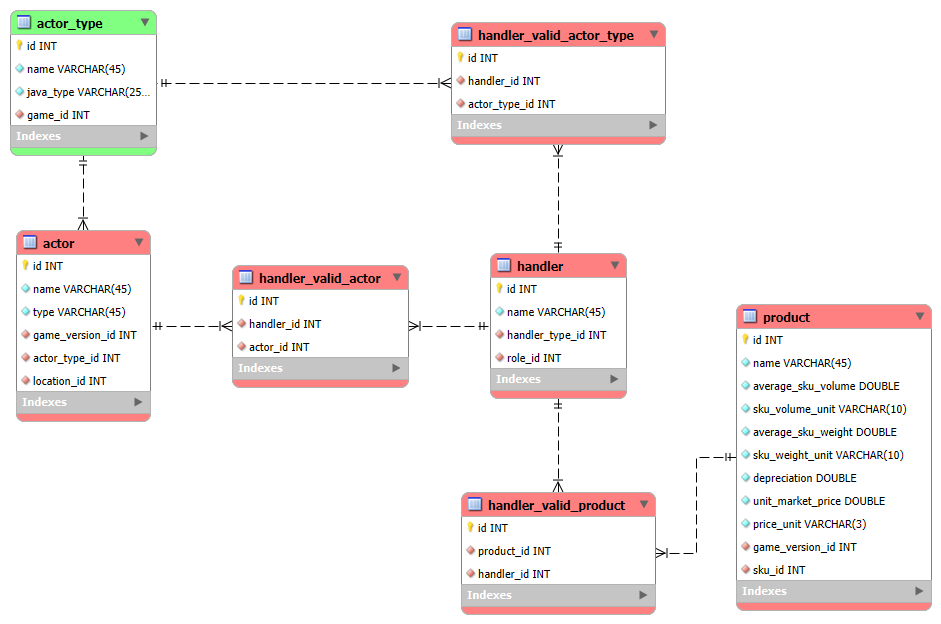 actor_type
id INT
name VARCHAR(45)
java_type VARCHAR(25...
game_id INT
Indexes
handler_valid_actor_type
id INT
handler_id INT
actor_type_id INT
Indexes
actor
id INT
name VARCHAR(45)
type VARCHAR(45)
game_version_id INT
actor_type_id INT
location_id INT
Indexes
handler_valid_actor
id INT
handler_id INT
actor_id INT
Indexes
handler
id INT
name VARCHAR(45)
handler_type_id INT
role_id INT
Indexes
product
id INT
name VARCHAR(45)
average_sku_volume DOUBLE
sku_volume_unit VARCHAR(10)
average_sku_weight DOUBLE
sku_weight_unit VARCHAR(10)
depreciation DOUBLE
unit_market_price DOUBLE
price_unit VARCHAR(3)
game_version_id INT
sku_id INT
Indexes
handler_valid_product
id INT
product_id INT
handler_id INT
Indexes